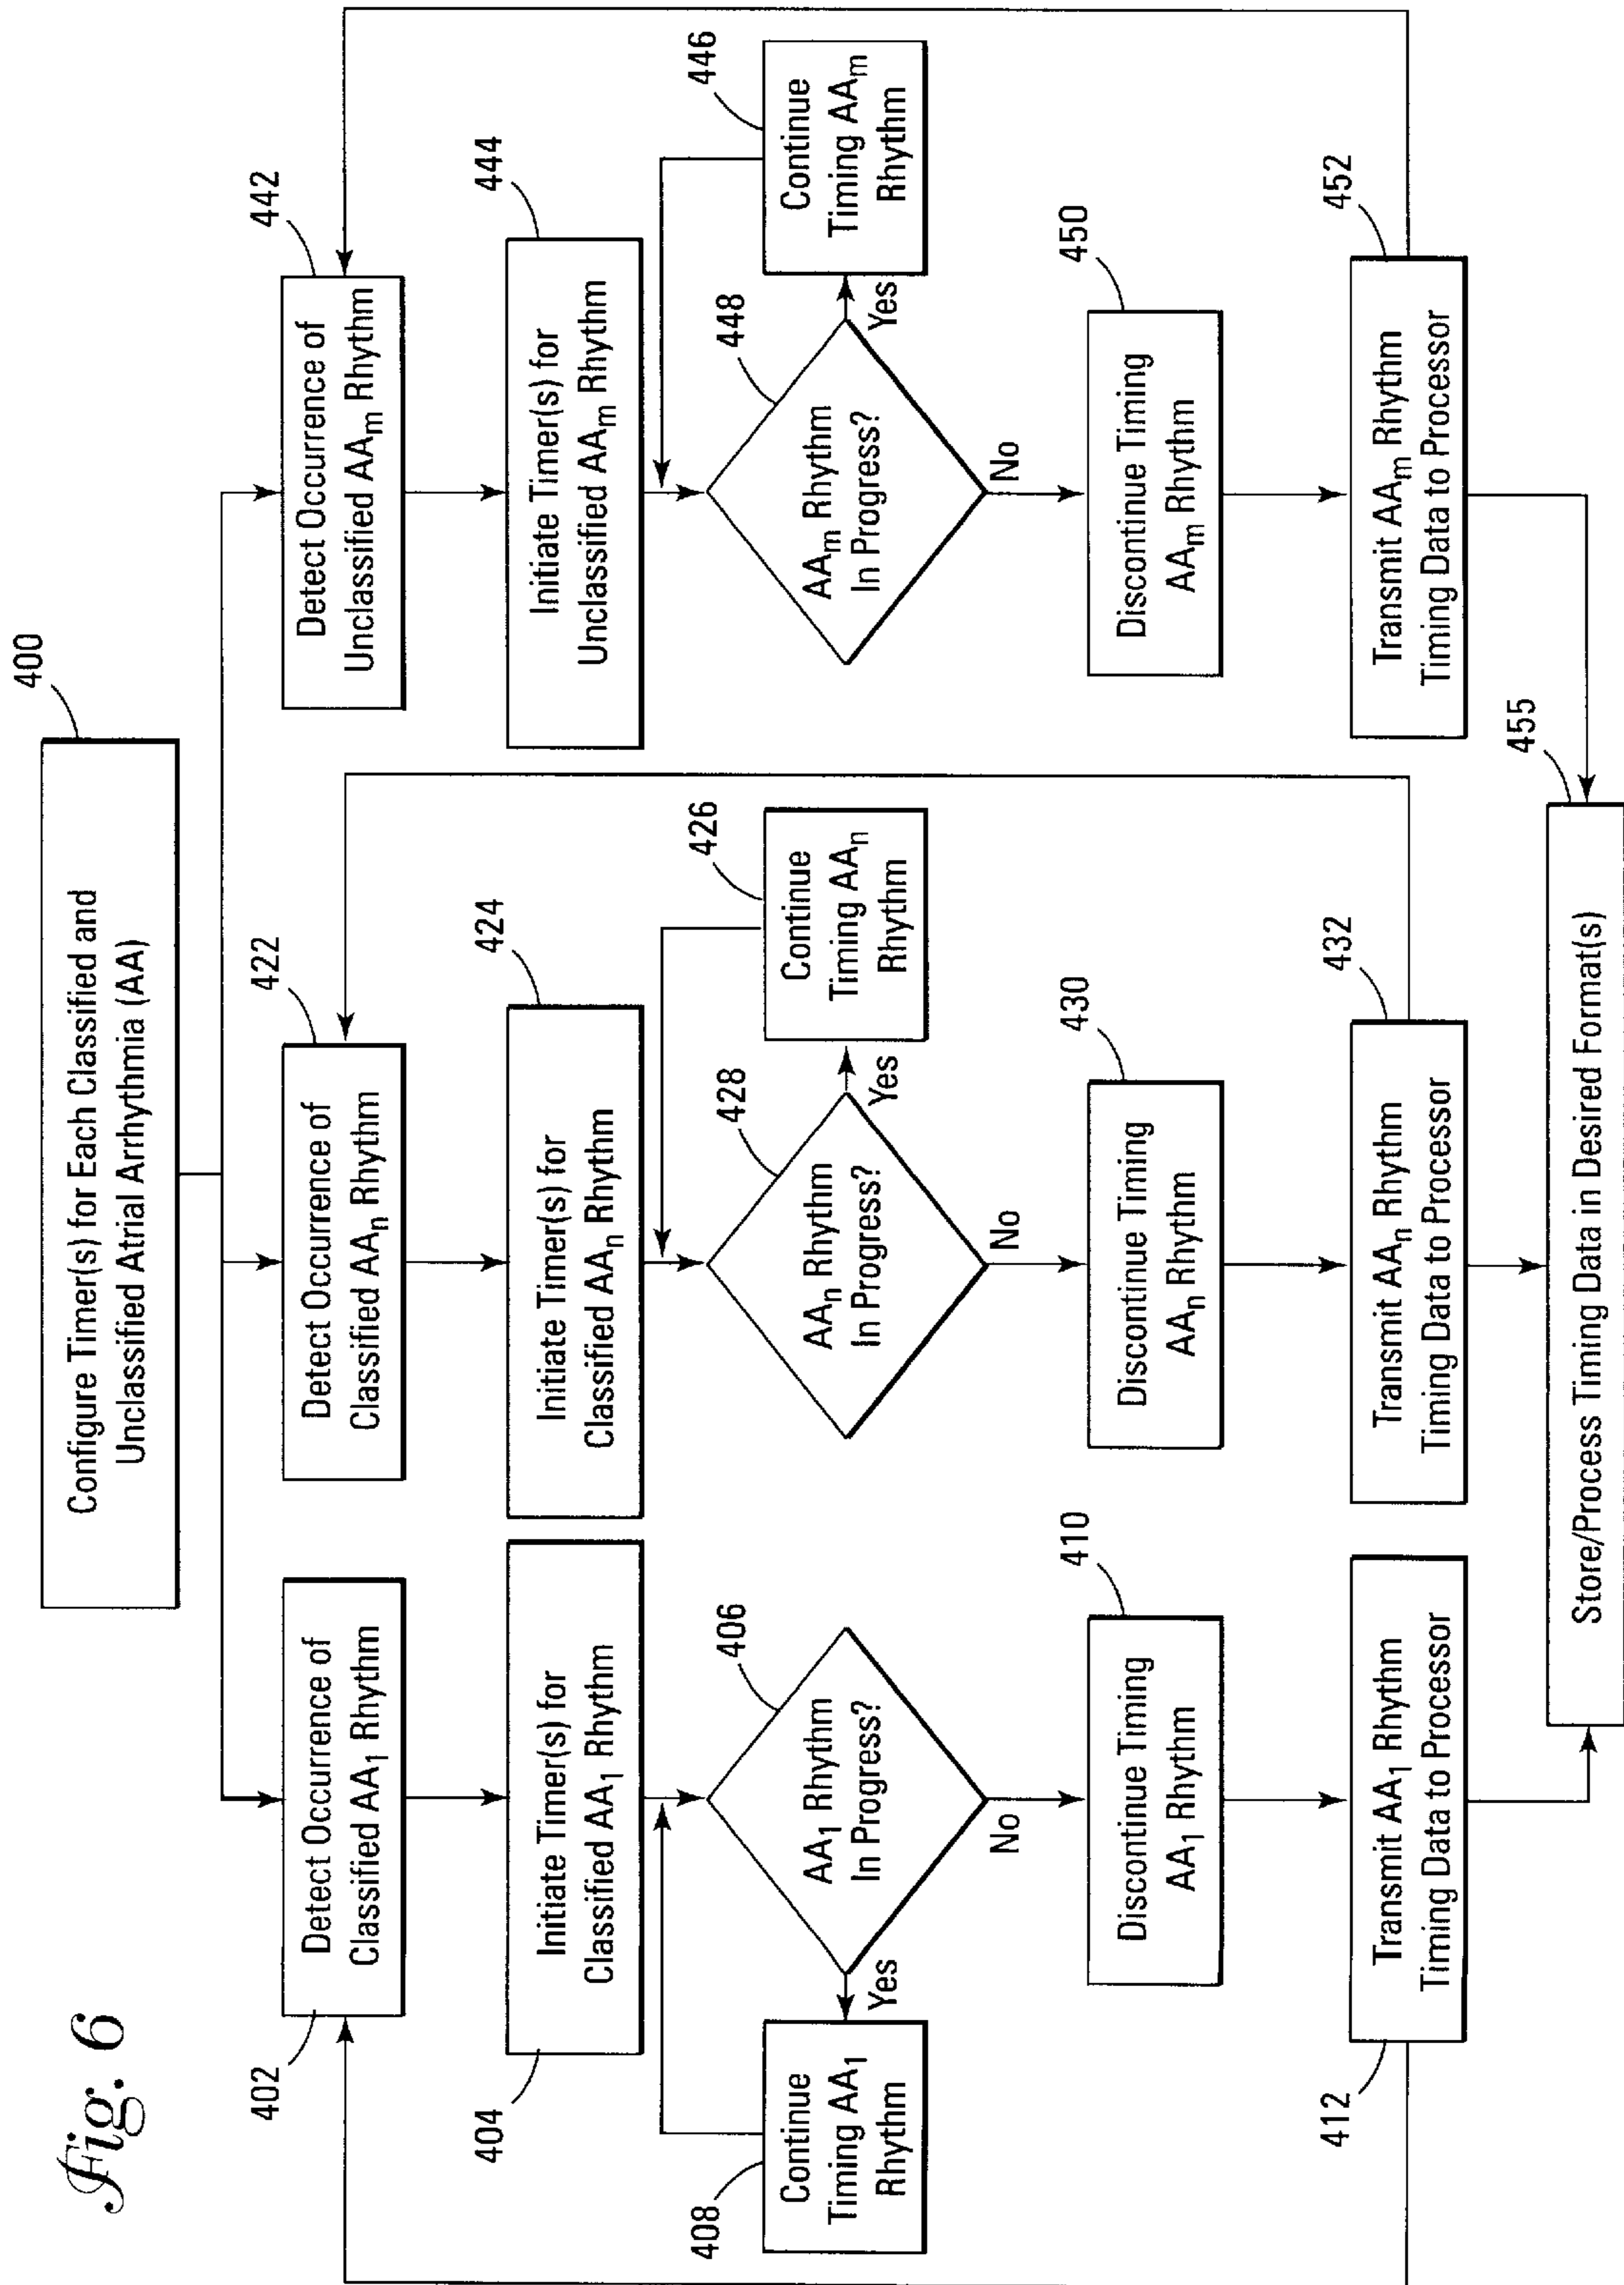 Fig. 6
400
Configure Timer(s) for Each Classified and
Unclassified Atrial Arrhythmia (AA)
402
Detect Occurrence of
Classified AA₁ Rhythm
404
Initiate Timer(s) for
Classified AA₁ Rhythm
406
AA₁ Rhythm
In Progress?
Yes
No
408
Continue
Timing AA₁
Rhythm
410
Discontinue Timing
AA₁ Rhythm
412
Transmit AA₁ Rhythm
Timing Data to Processor
422
Detect Occurrence of
Classified AAₙ Rhythm
424
Initiate Timer(s) for
Classified AAₙ Rhythm
428
AAₙ Rhythm
In Progress?
Yes
No
426
Continue
Timing AAₙ
Rhythm
430
Discontinue Timing
AAₙ Rhythm
432
Transmit AAₙ Rhythm
Timing Data to Processor
442
Detect Occurrence of
Unclassified AAₘ Rhythm
444
Initiate Timer(s) for
Unclassified AAₘ Rhythm
448
AAₘ Rhythm
In Progress?
Yes
No
446
Continue
Timing AAₘ
Rhythm
450
Discontinue Timing
AAₘ Rhythm
452
Transmit AAₘ Rhythm
Timing Data to Processor
455
Store/Process Timing Data in Desired Format(s)